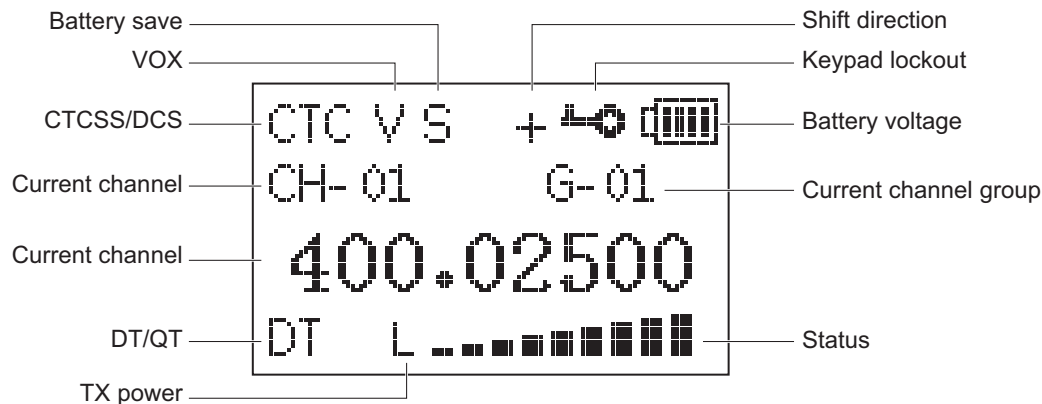 Battery save
Shift direction
VOX
Keypad lockout
CTCSS/DCS
CTC V S +
Battery voltage
Current channel
CH- 01 G- 01
Current channel group
Current channel
400.02500
DT/QT
DT L
Status
TX power